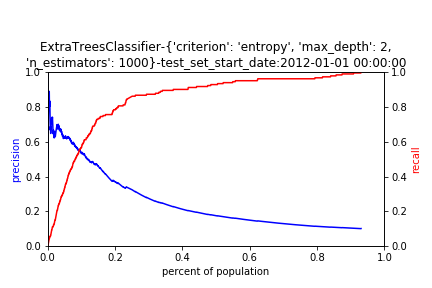 ExtraTreesClassifier-{'criterion': 'entropy', 'max_depth': 2,
'n_estimators': 1000}-test_set_start_date:2012-01-01 00:00:00
1.0
0.8
0.6
0.4
0.2
0.0
precision
1.0
0.8
0.6
0.4
0.2
0.0
recall
0.0 0.2 0.4 0.6 0.8 1.0
percent of population